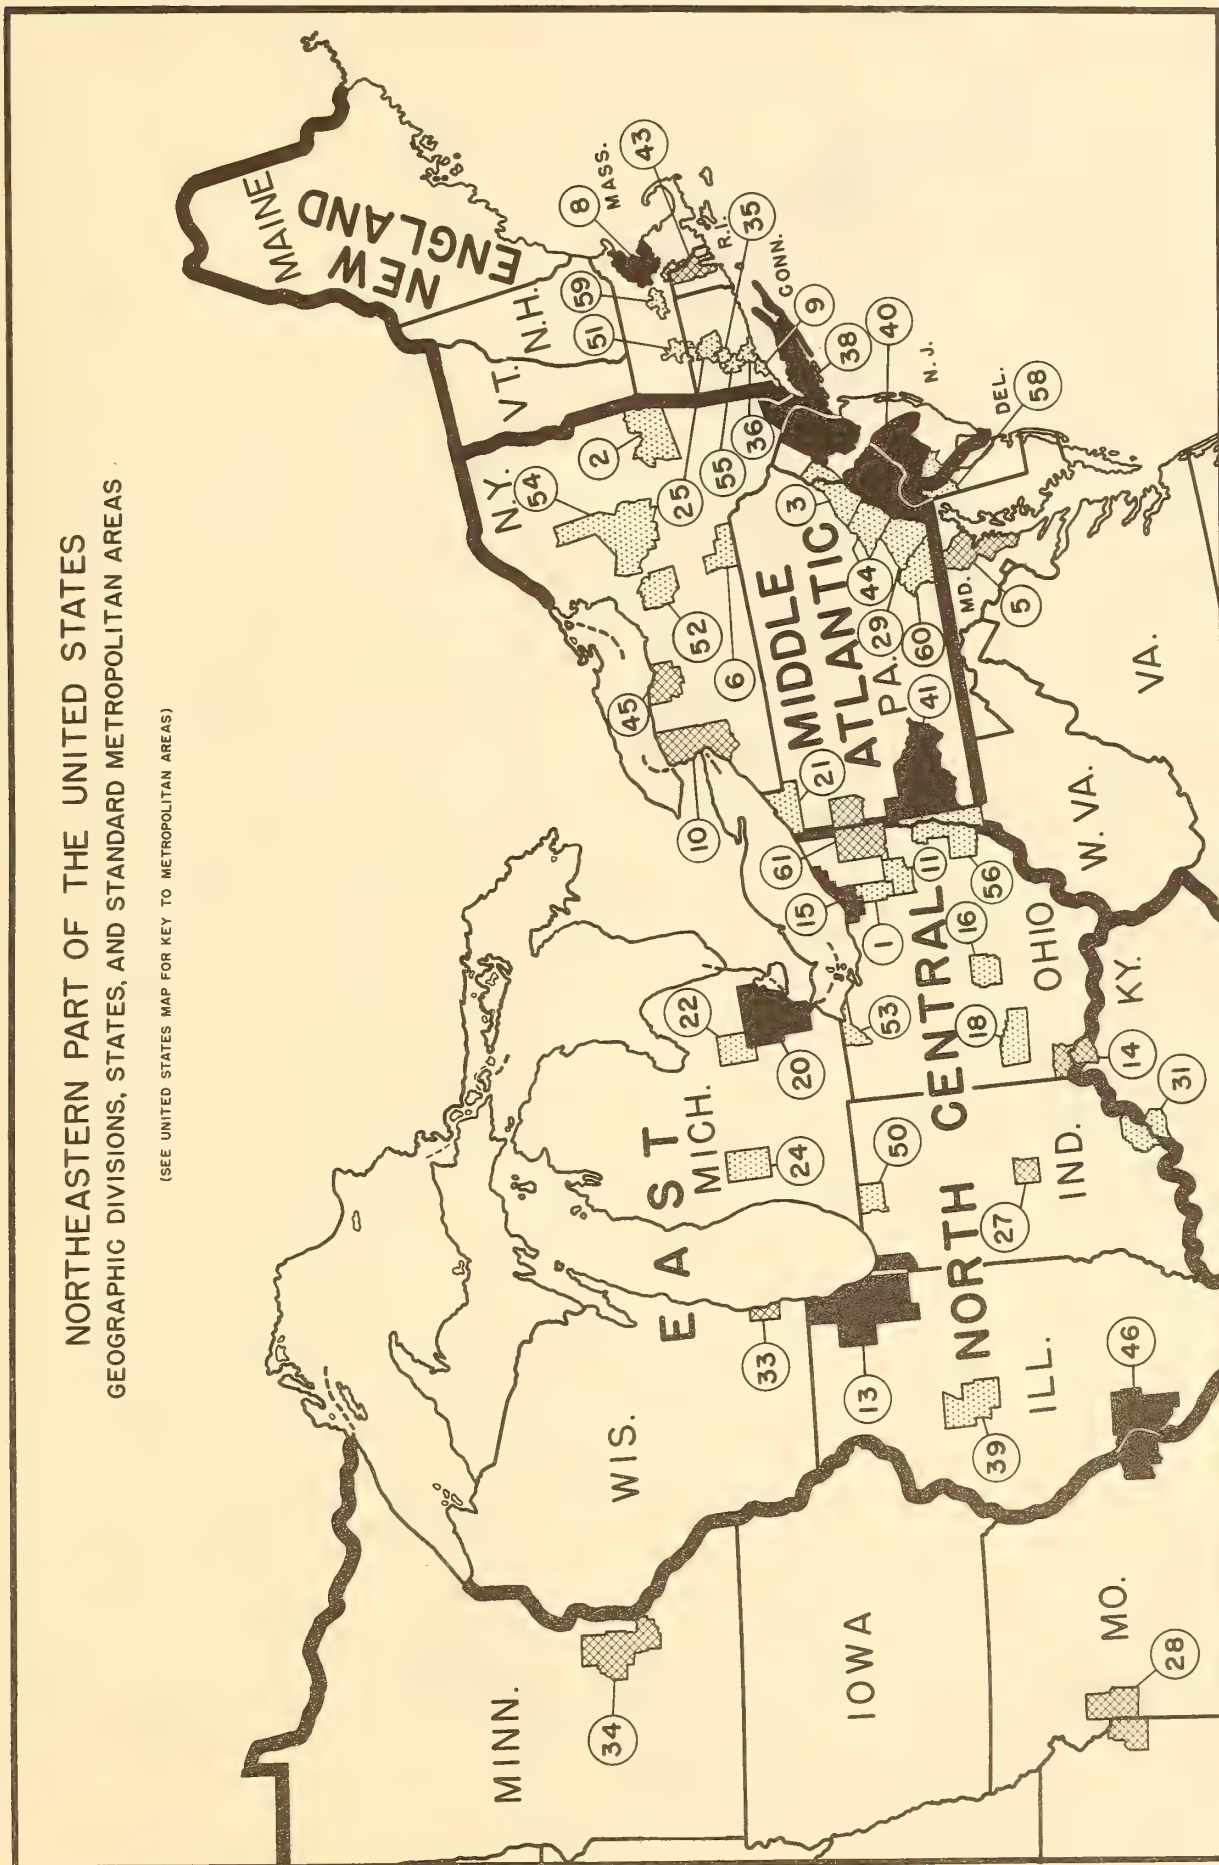 NORTHEASTERN PART OF THE UNITED STATES
GEOGRAPHIC DIVISIONS, STATES, AND STANDARD METROPOLITAN AREAS
(SEE UNITED STATES MAP FOR KEY TO METROPOLITAN AREAS)
MAINE
NEW
ENGLAND
VT.
N.H.
MASS.
R.I.
CONN.
N.Y.
N.J.
DEL.
MD.
PA.
MIDDLE
ATLANTIC
VA.
W. VA.
KY.
OHIO
IND.
ILL.
MICH.
WIS.
EAST
NORTH CENTRAL
MINN.
IOWA
MO.
8
43
59
51
35
9
38
40
58
2
54
25
55
36
3
44
29
60
5
52
6
45
10
41
21
61
15
1
11
56
16
18
53
14
31
22
20
24
50
27
33
13
39
46
34
28